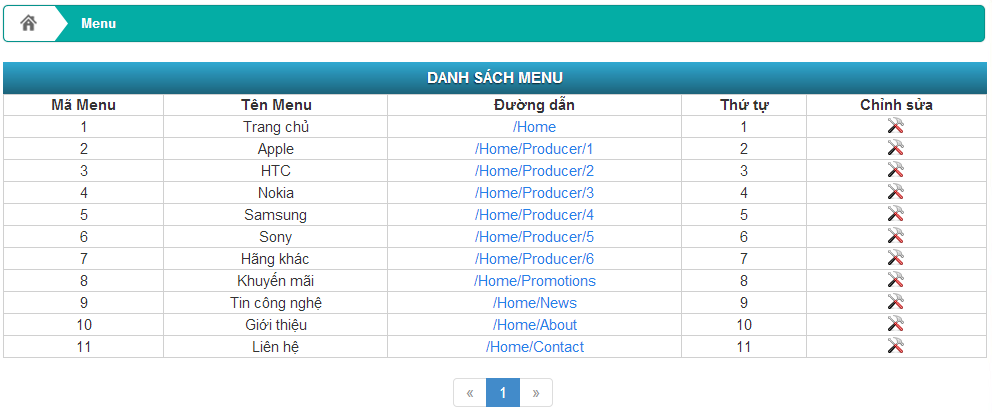 Menu
DANH SÁCH MENU
Mã Menu Tên Menu Đường dẫn Thứ tự Chỉnh sửa
1 Trang chủ /Home 1
2 Apple /Home/Producer/1 2
3 HTC /Home/Producer/2 3
4 Nokia /Home/Producer/3 4
5 Samsung /Home/Producer/4 5
6 Sony /Home/Producer/5 6
7 Hãng khác /Home/Producer/6 7
8 Khuyến mãi /Home/Promotions 8
9 Tin công nghệ /Home/News 9
10 Giới thiệu /Home/About 10
11 Liên hệ /Home/Contact 11
« 1 »